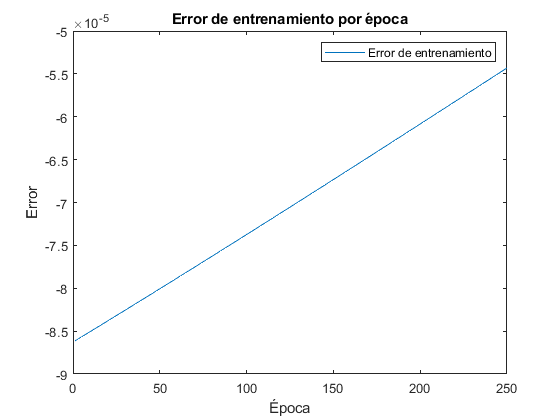 Error de entrenamiento por época
×10-5
Error de entrenamiento
-5
-5.5
-6
-6.5
-7
-7.5
-8
-8.5
-9
Error
0 50 100 150 200 250
Época